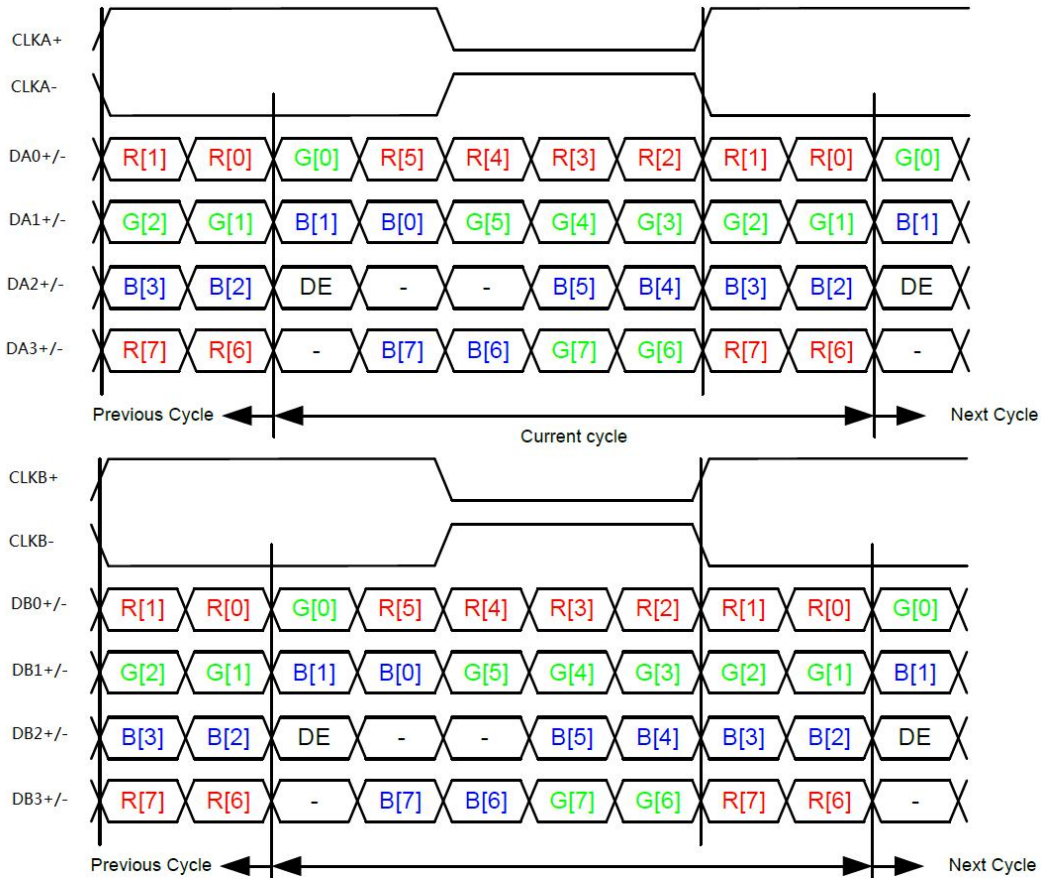 CLKA+
CLKA-
DA0+/- R[1] R[0] G[0] R[5] R[4] R[3] R[2] R[1] R[0] G[0]
DA1+/- G[2] G[1] B[1] B[0] G[5] G[4] G[3] G[2] G[1] B[1]
DA2+/- B[3] B[2] DE - - B[5] B[4] B[3] B[2] DE
DA3+/- R[7] R[6] - B[7] B[6] G[7] G[6] R[7] R[6] -
Previous Cycle Current cycle Next Cycle
CLKB+
CLKB-
DB0+/- R[1] R[0] G[0] R[5] R[4] R[3] R[2] R[1] R[0] G[0]
DB1+/- G[2] G[1] B[1] B[0] G[5] G[4] G[3] G[2] G[1] B[1]
DB2+/- B[3] B[2] DE - - B[5] B[4] B[3] B[2] DE
DB3+/- R[7] R[6] - B[7] B[6] G[7] G[6] R[7] R[6] -
Previous Cycle Next Cycle